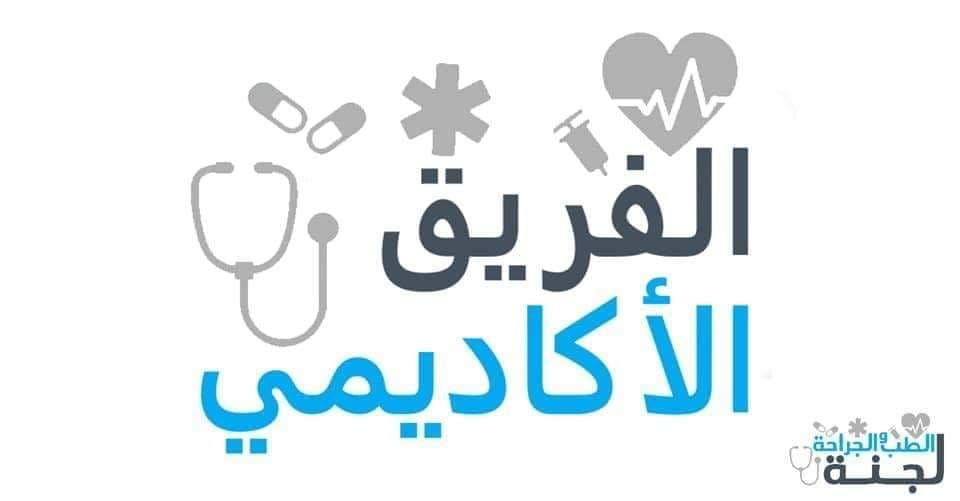 الفريق
الأكاديمي
الطب والجراحة
لجنة